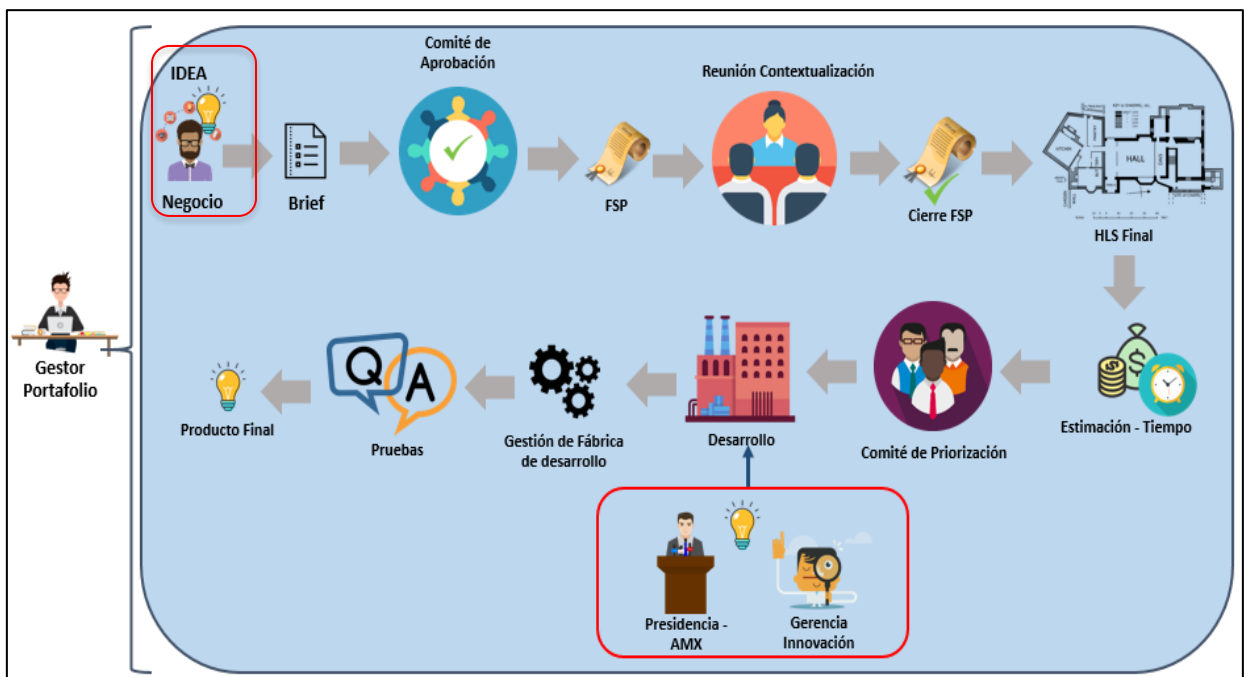 IDEA
Negocio
Brief
Comité de
Aprobación
FSP
Reunión Contextualización
Cierre FSP
HALL
HLS Final
Gestor
Portafolio
Producto Final
Pruebas
Q A
Gestión de Fábrica
de desarrollo
Desarrollo
Comité de Priorización
$
Estimación - Tiempo
Presidencia -
AMX
Gerencia
Innovación